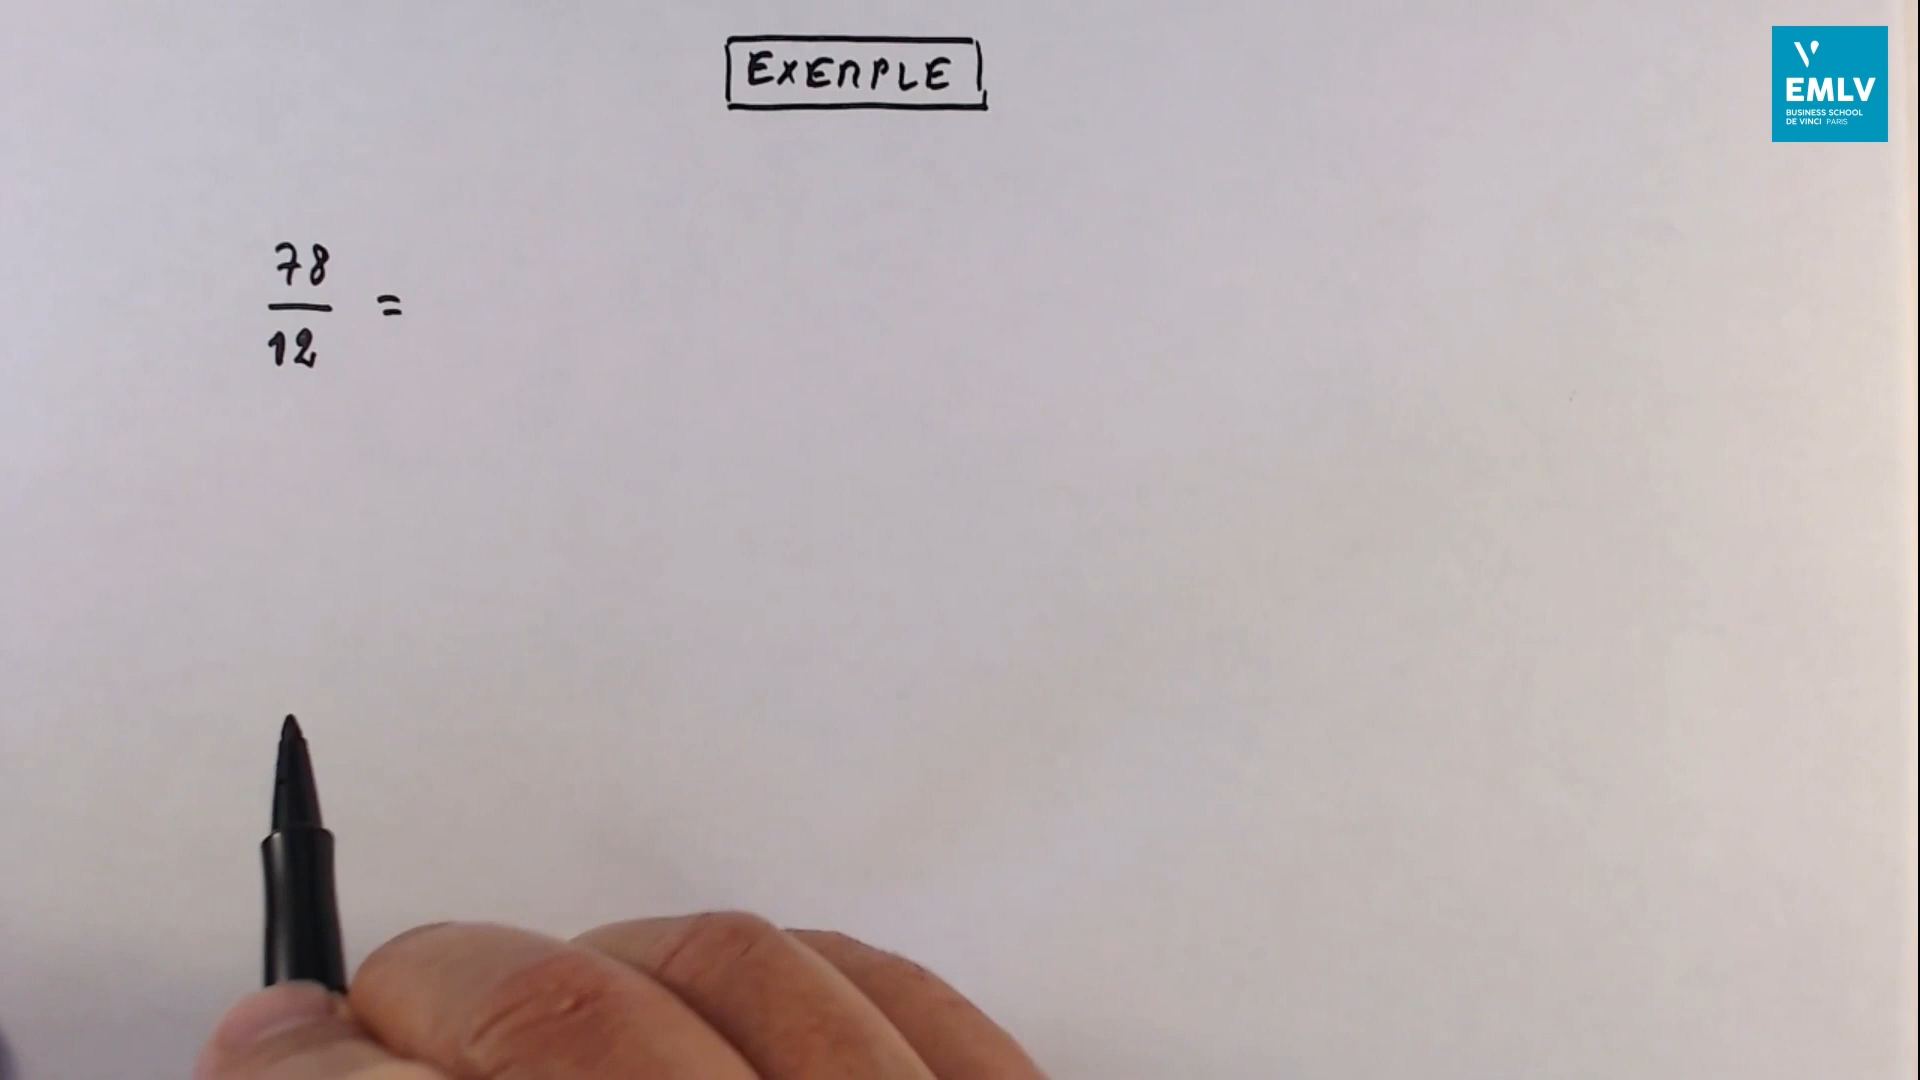 EXEMPLE
EMLV
BUSINESS SCHOOL
DE VINCI PARIS
78
12 =